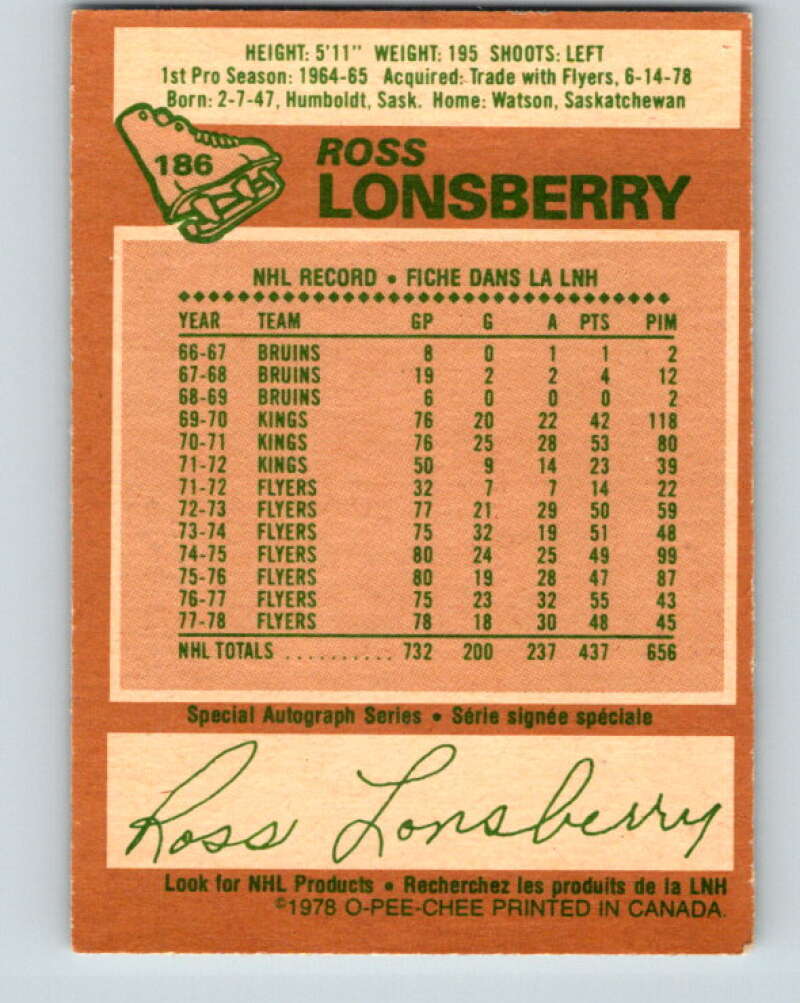 HEIGHT: 5'11" WEIGHT: 195 SHOOTS: LEFT
1st Pro Season: 1964-65 Acquired: Trade with Flyers, 6-14-78
Born: 2-7-47, Humboldt, Sask. Home: Watson, Saskatchewan
186
ROSS
LONSBERRY
NHL RECORD • FICHE DANS LA LNH
YEAR TEAM GP G A PTS PIM
66-67 BRUINS 8 0 1 1 2
67-68 BRUINS 19 2 2 4 12
68-69 BRUINS 6 0 0 0 2
69-70 KINGS 76 20 22 42 118
70-71 KINGS 76 25 28 53 80
71-72 KINGS 50 9 14 23 39
71-72 FLYERS 32 7 7 14 22
72-73 FLYERS 77 21 29 50 59
73-74 FLYERS 75 32 19 51 48
74-75 FLYERS 80 24 25 49 99
75-76 FLYERS 80 19 28 47 87
76-77 FLYERS 75 23 32 55 43
77-78 FLYERS 78 18 30 48 45
NHL TOTALS .......... 732 200 237 437 656
Special Autograph Series • Série signée spéciale
Ross Lonsberry
Look for NHL Products • Recherchez les produits de la LNH
©1978 O-PEE-CHEE PRINTED IN CANADA.